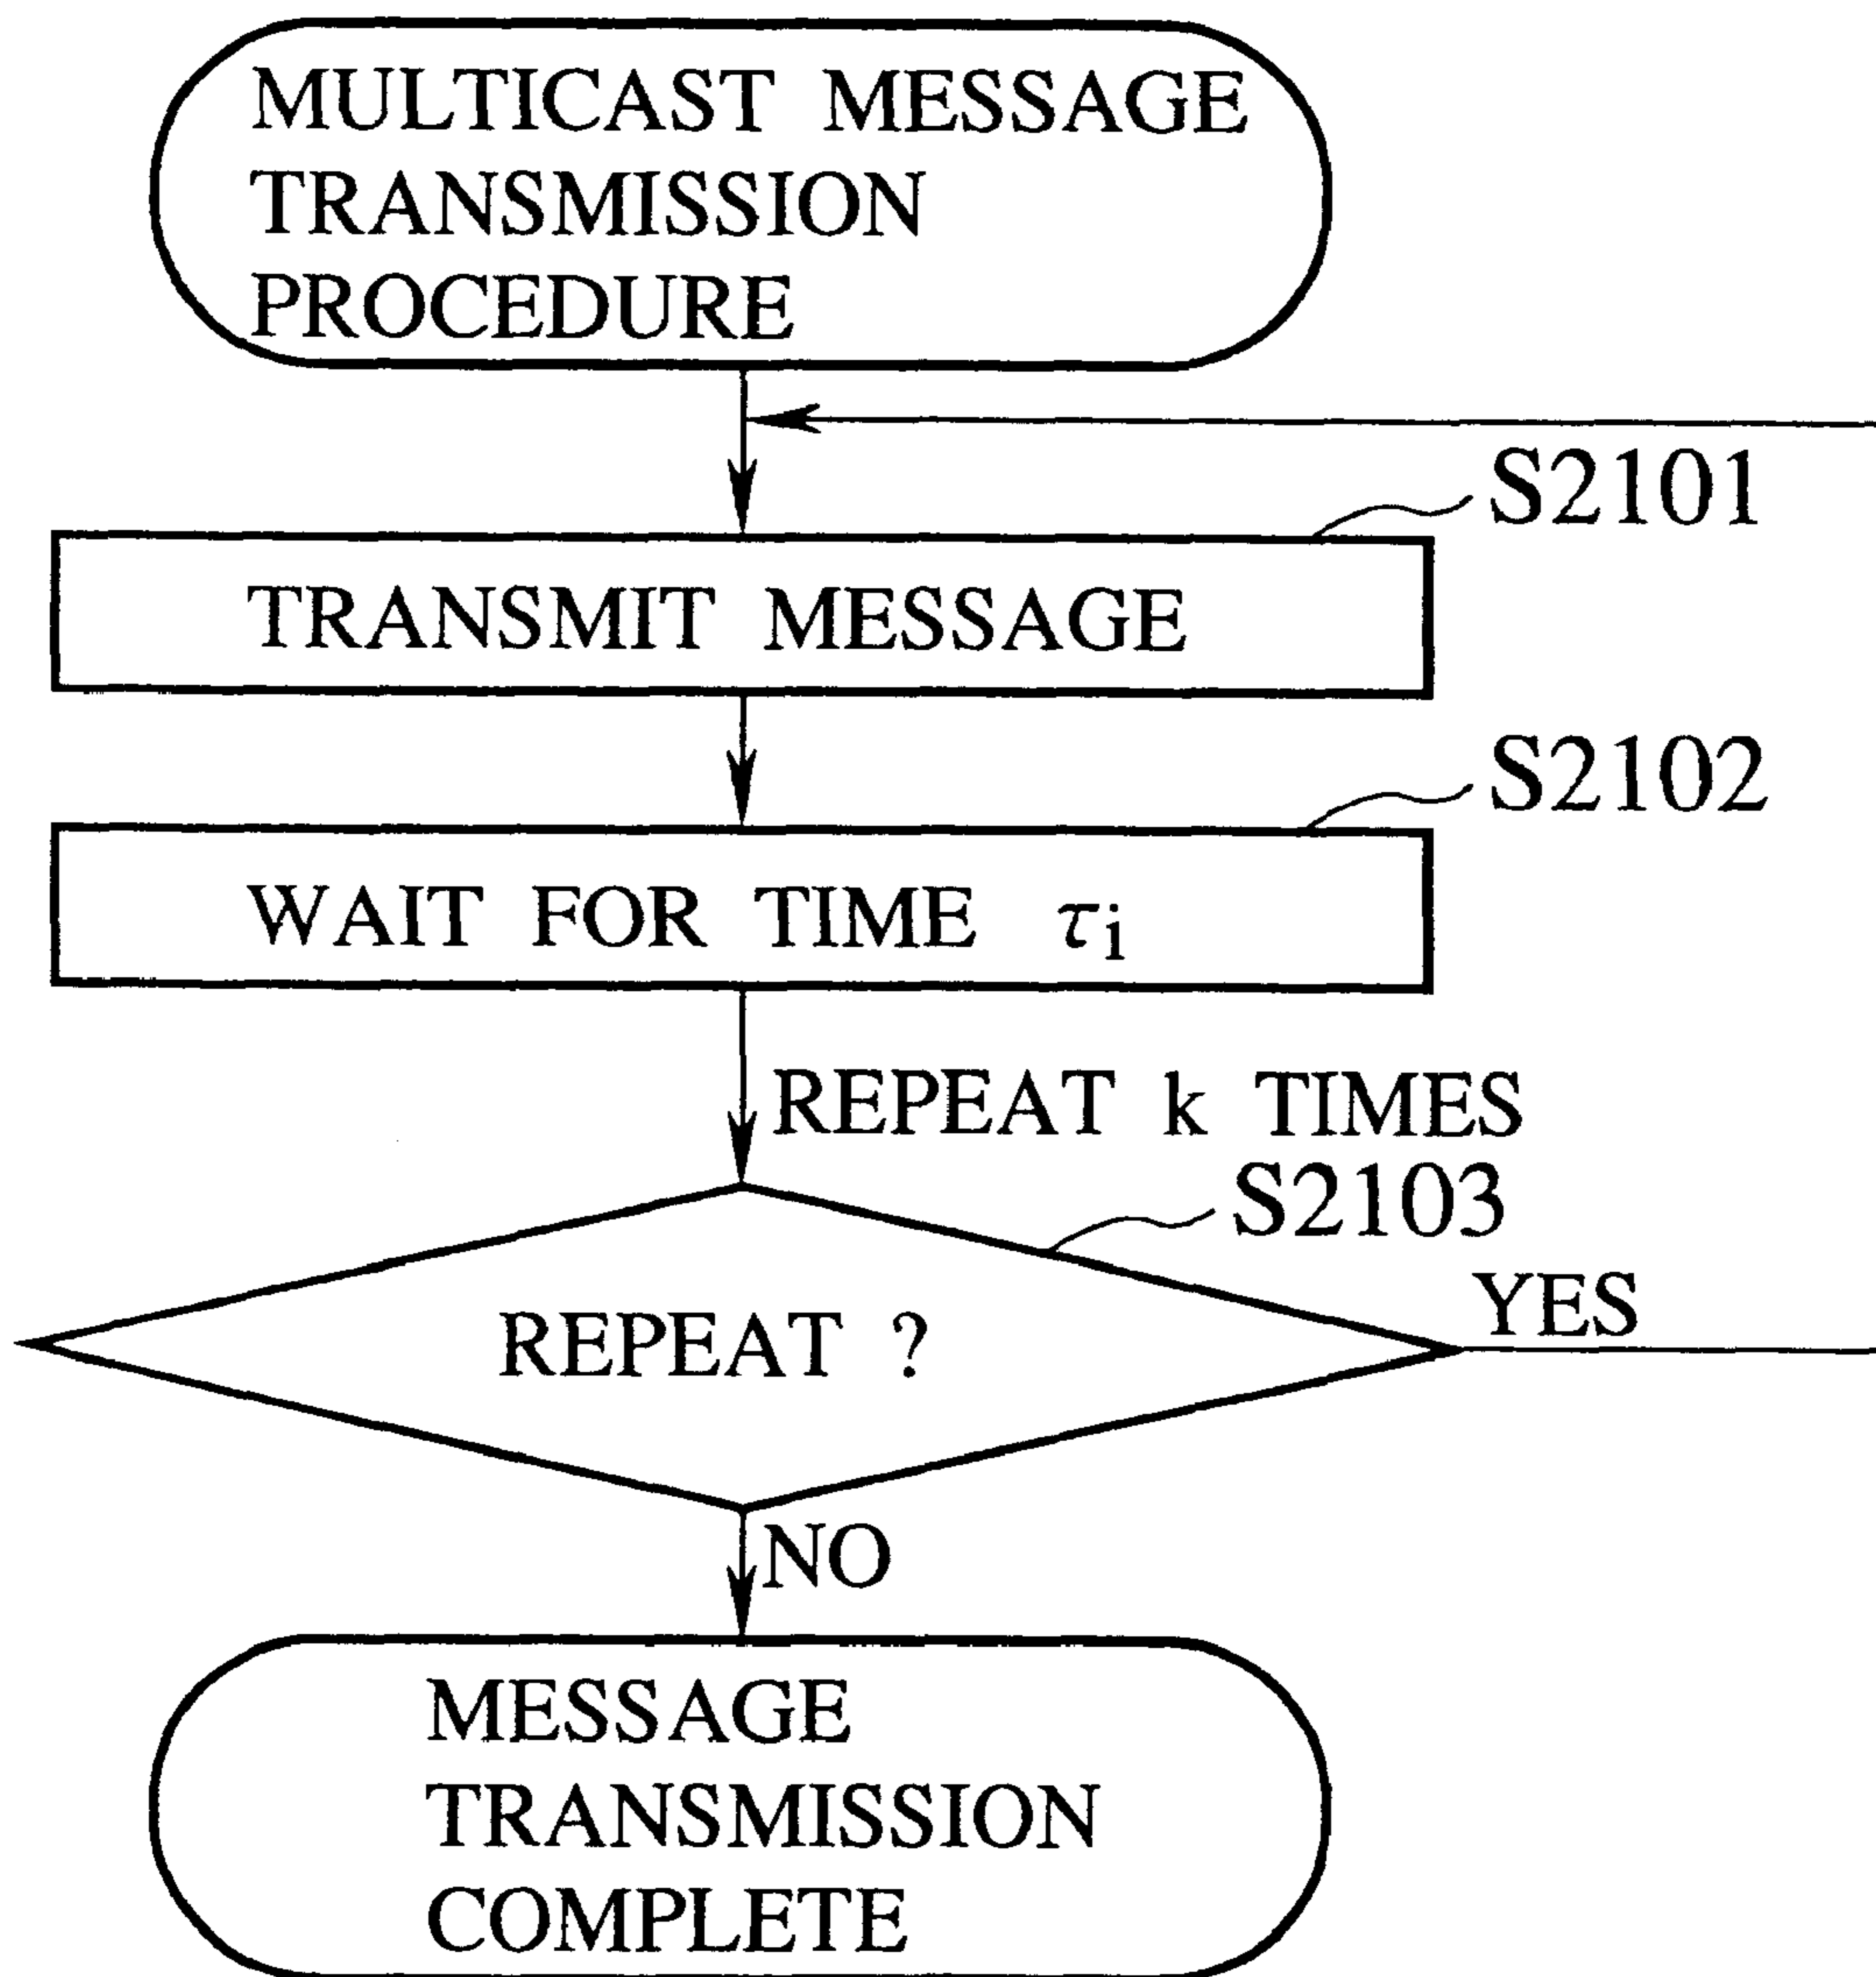 MULTICAST MESSAGE
TRANSMISSION
PROCEDURE
S2101
TRANSMIT MESSAGE
S2102
WAIT FOR TIME τi
REPEAT k TIMES
S2103
REPEAT ?
YES
NO
MESSAGE
TRANSMISSION
COMPLETE